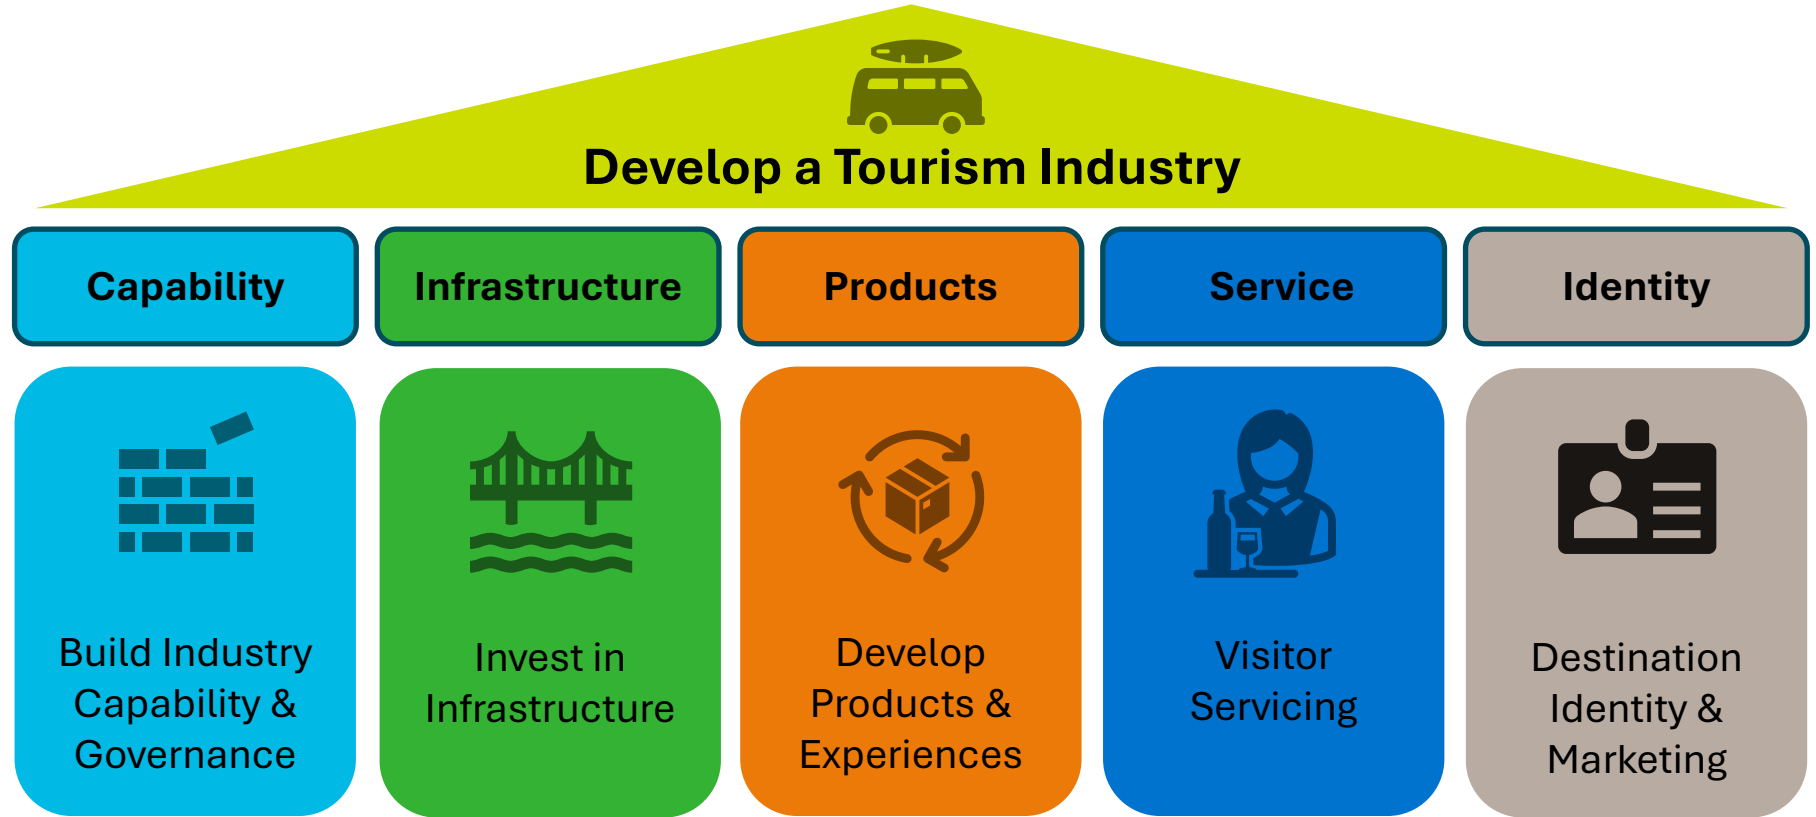 Develop a Tourism Industry
Capability
Infrastructure
Products
Service
Identity
Build Industry
Capability &
Governance
Invest in
Infrastructure
Develop
Products &
Experiences
Visitor
Servicing
Destination
Identity &
Marketing